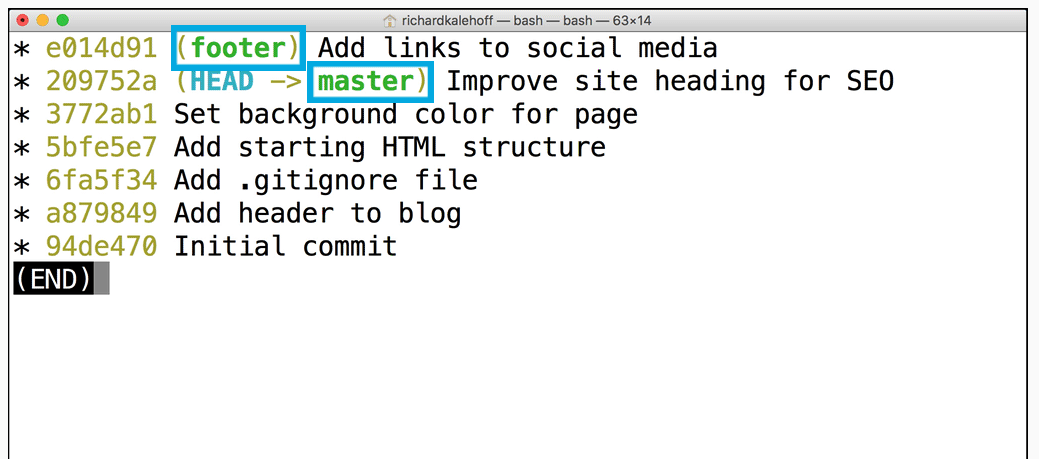 richardkalehoff — bash — bash — 63×14
* e014d91 (footer) Add links to social media
* 209752a (HEAD -> master) Improve site heading for SEO
* 3772ab1 Set background color for page
* 5bfe5e7 Add starting HTML structure
* 6fa5f34 Add .gitignore file
* a879849 Add header to blog
* 94de470 Initial commit
(END)